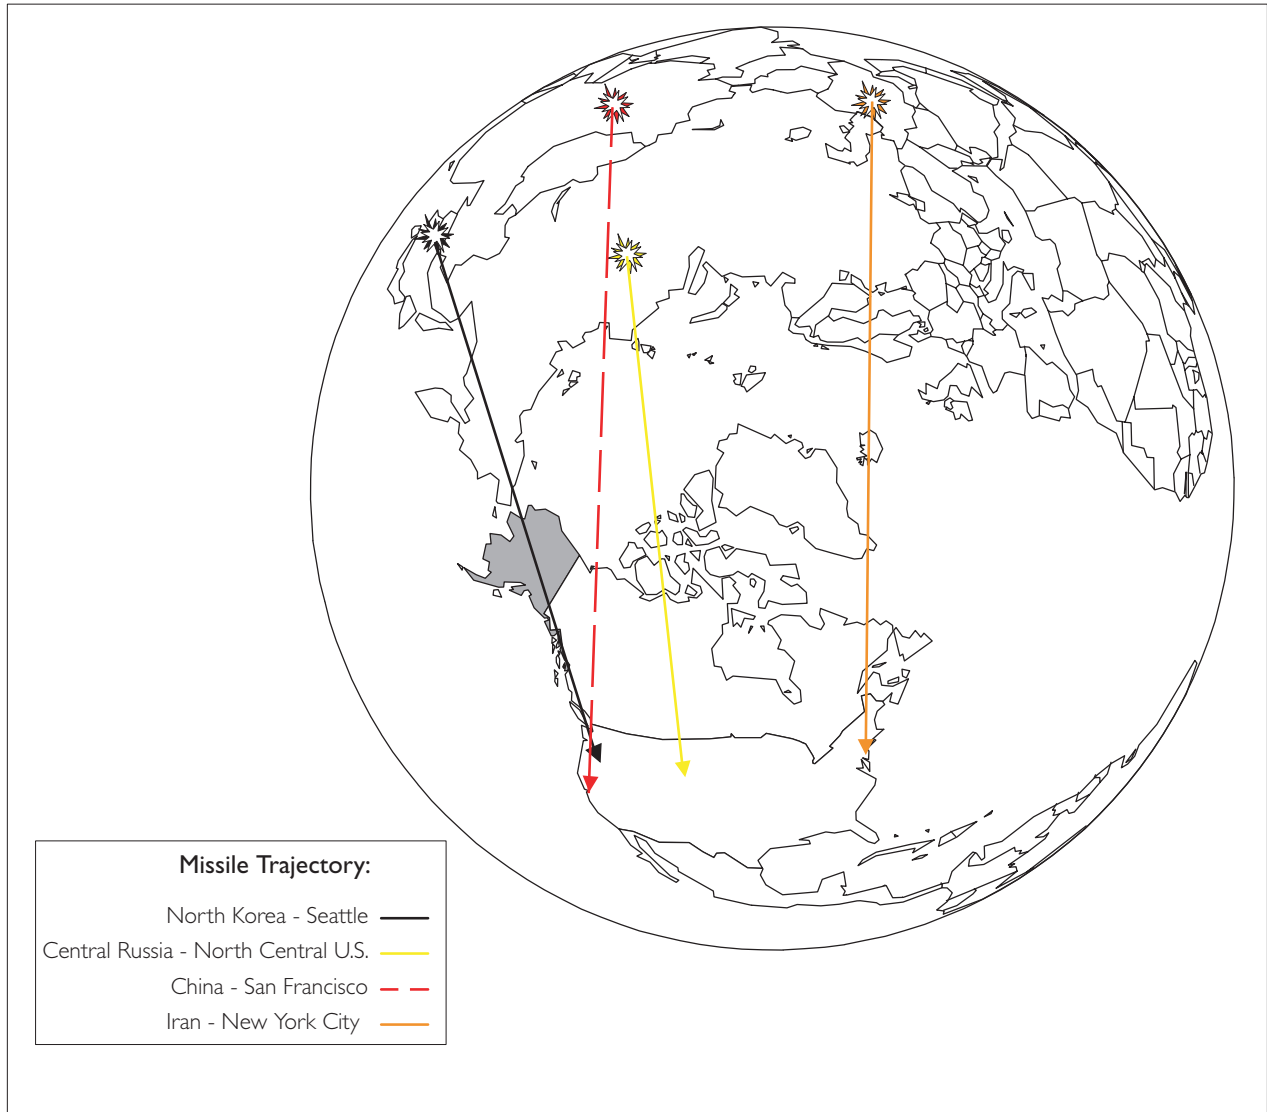 Missile Trajectory:
North Korea - Seattle
Central Russia - North Central U.S.
China - San Francisco
Iran - New York City